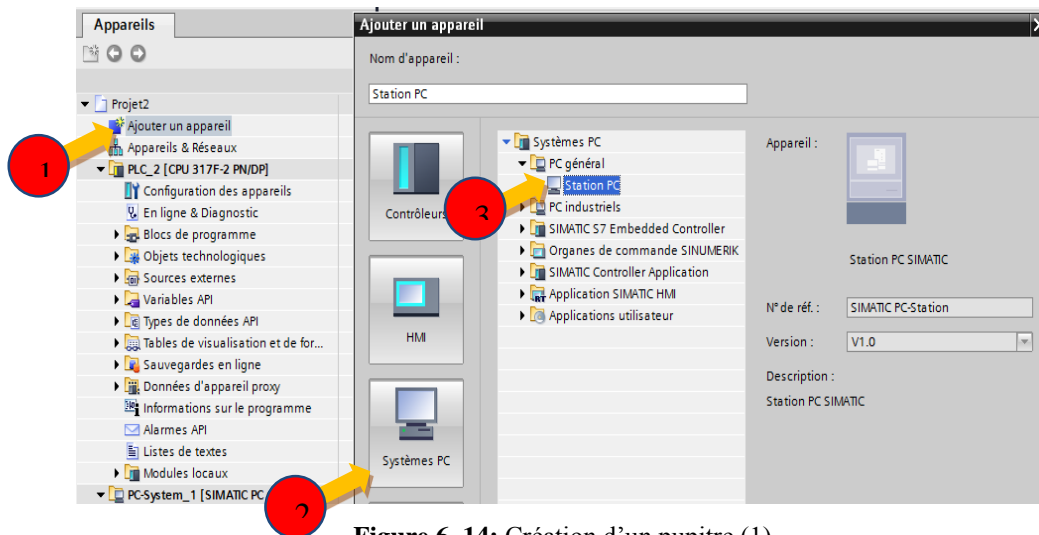 Appareils
Projet2
Ajouter un appareil
Appareils & Réseaux
PLC_2 [CPU 317F-2 PN/DP]
Configuration des appareils
En ligne & Diagnostic
Blocs de programme
Objets technologiques
Sources externes
Variables API
Types de données API
Tables de visualisation et de for...
Sauvegardes en ligne
Données d'appareil proxy
Informations sur le programme
Alarmes API
Listes de textes
Modules locaux
PC-System_1 [SIMATIC PC
1
Ajouter un appareil
Nom d'appareil :
Station PC
Contrôleurs
HMI
Systèmes PC
2
3
Systèmes PC
PC général
Station PC
PC industriels
SIMATIC S7 Embedded Controller
Organes de commande SINUMERIK
SIMATIC Controller Application
RT Application SIMATIC HMI
Applications utilisateur
Appareil :
Station PC SIMATIC
N° de réf. : SIMATIC PC-Station
Version : V1.0
Description :
Station PC SIMATIC
Figure 6. 14: Création d'un pupitre (1)